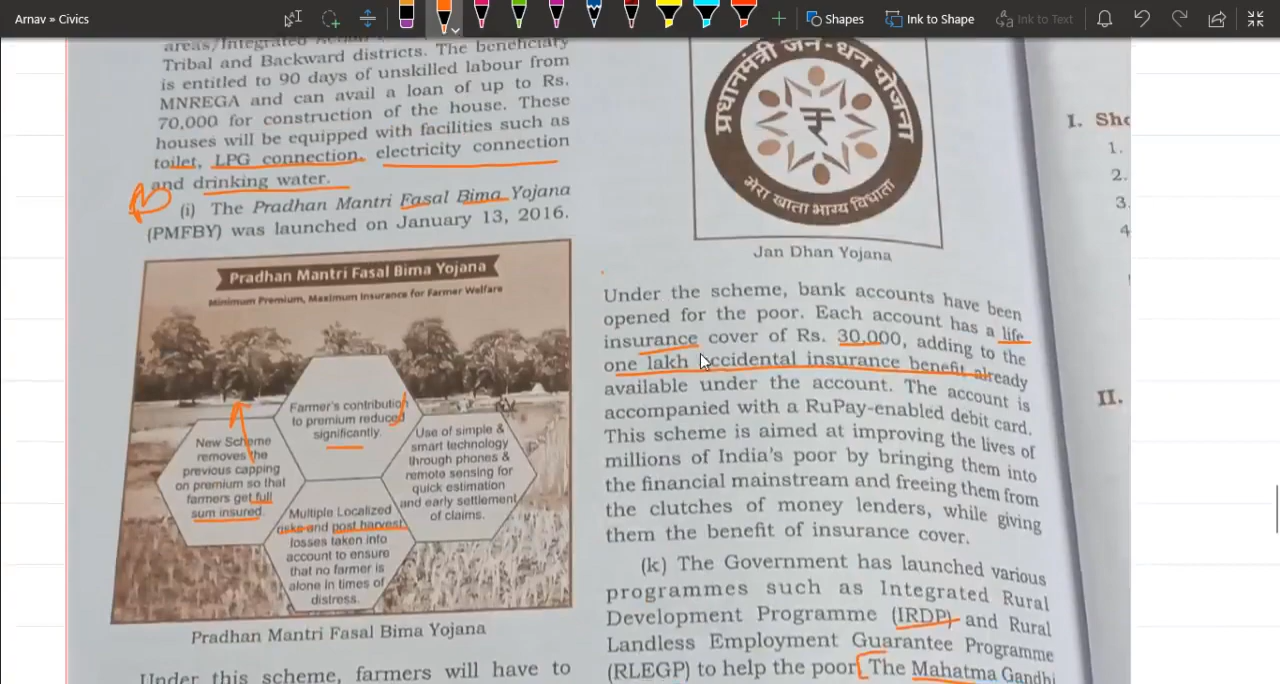 Arnav » Civics
Shapes
Ink to Shape
Ink to Text
areas/Integrated
Tribal and Backward districts. The beneficiary
is entitled to 90 days of unskilled labour from
MNREGA and can avail a loan of up to Rs.
70,000 for construction of the house. These
houses will be equipped with facilities such as
toilet, LPG connection, electricity connection
and drinking water.
(i) The Pradhan Mantri Fasal Bima Yojana
(PMFBY) was launched on January 13, 2016.
Pradhan Mantri Fasal Bima Yojana
Minimum Premium, Maximum Insurance for Farmer Welfare
Farmer's contribution
to premium reduced
significantly.
New Scheme
removes the
previous capping
on premium so that
farmers get full
sum insured.
Use of simple &
smart technology
through phones &
remote sensing for
quick estimation
and early settlement
of claims.
Multiple Localized
risks and post harvest
losses taken into
account to ensure
that no farmer is
alone in times of
distress.
Pradhan Mantri Fasal Bima Yojana
Under this scheme, farmers will have to
प्रधानमंत्री जन-धन योजना
₹
मेरा खाता भाग्य विधाता
Jan Dhan Yojana
Under the scheme, bank accounts have been
opened for the poor. Each account has a life
insurance cover of Rs. 30,000, adding to the
one lakh accidental insurance benefit already
available under the account. The account is
accompanied with a RuPay-enabled debit card.
This scheme is aimed at improving the lives of
millions of India's poor by bringing them into
the financial mainstream and freeing them from
the clutches of money lenders, while giving
them the benefit of insurance cover.
(k) The Government has launched various
programmes such as Integrated Rural
Development Programme (IRDP) and Rural
Landless Employment Guarantee Programme
(RLEGP) to help the poor. The Mahatma Gandhi
I. Sho
1.
2.
3.
4
II.